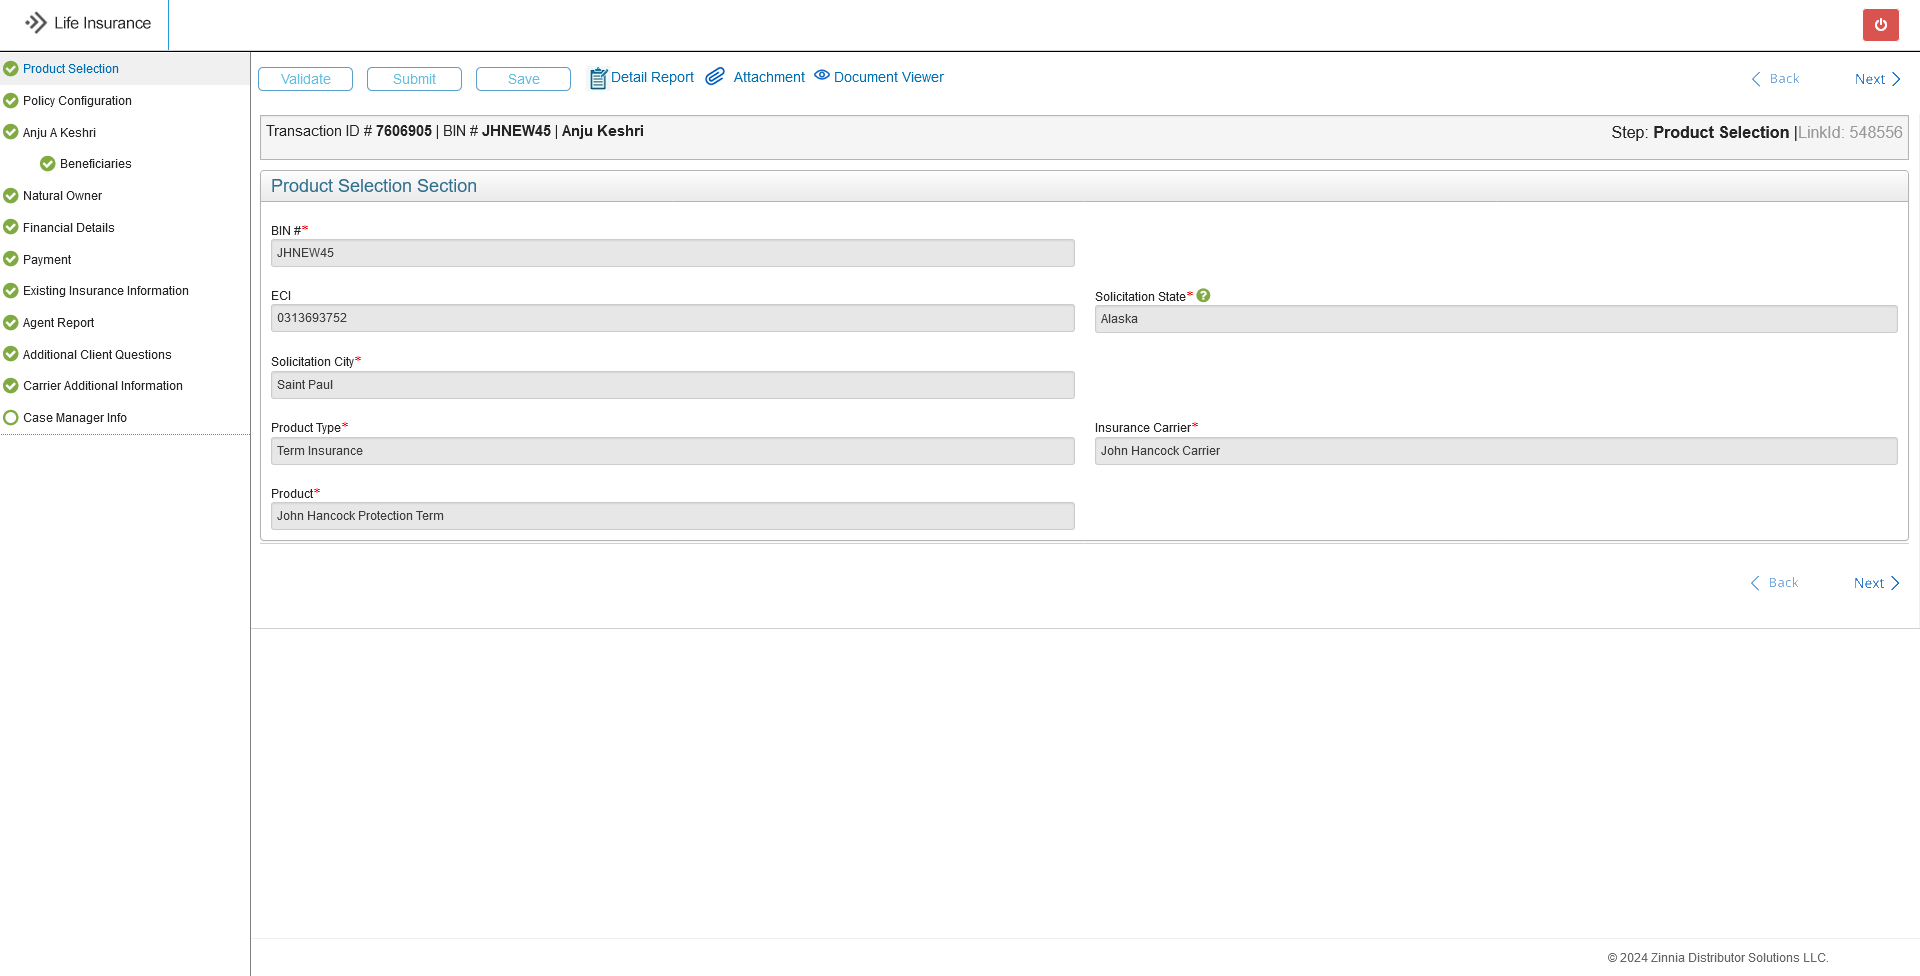 Life Insurance
Product Selection
Policy Configuration
Anju A Keshri
Beneficiaries
Natural Owner
Financial Details
Payment
Existing Insurance Information
Agent Report
Additional Client Questions
Carrier Additional Information
Case Manager Info
Validate Submit Save Detail Report Attachment Document Viewer Back Next
Transaction ID # 7606905 | BIN # JHNEW45 | Anju Keshri Step: Product Selection |LinkId: 548556
Product Selection Section
BIN #*
JHNEW45
ECI
0313693752
Solicitation State* ?
Alaska
Solicitation City*
Saint Paul
Product Type*
Term Insurance
Insurance Carrier*
John Hancock Carrier
Product*
John Hancock Protection Term
Back Next
© 2024 Zinnia Distributor Solutions LLC.